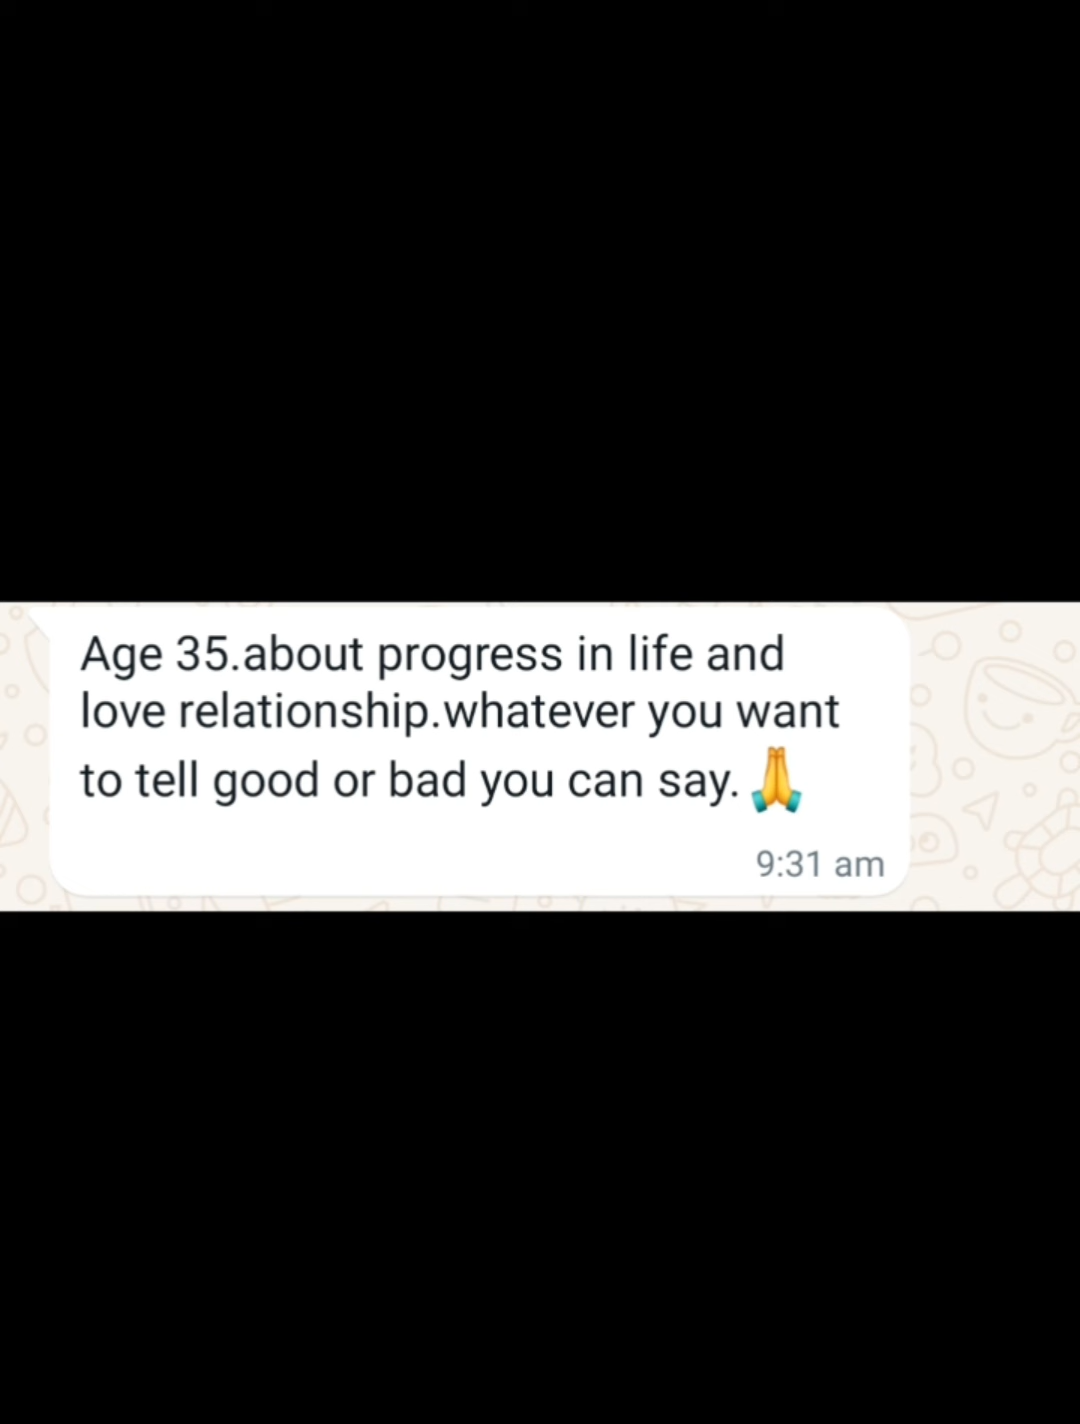 Age 35.about progress in life and
love relationship.whatever you want
to tell good or bad you can say.🙏
9:31 am